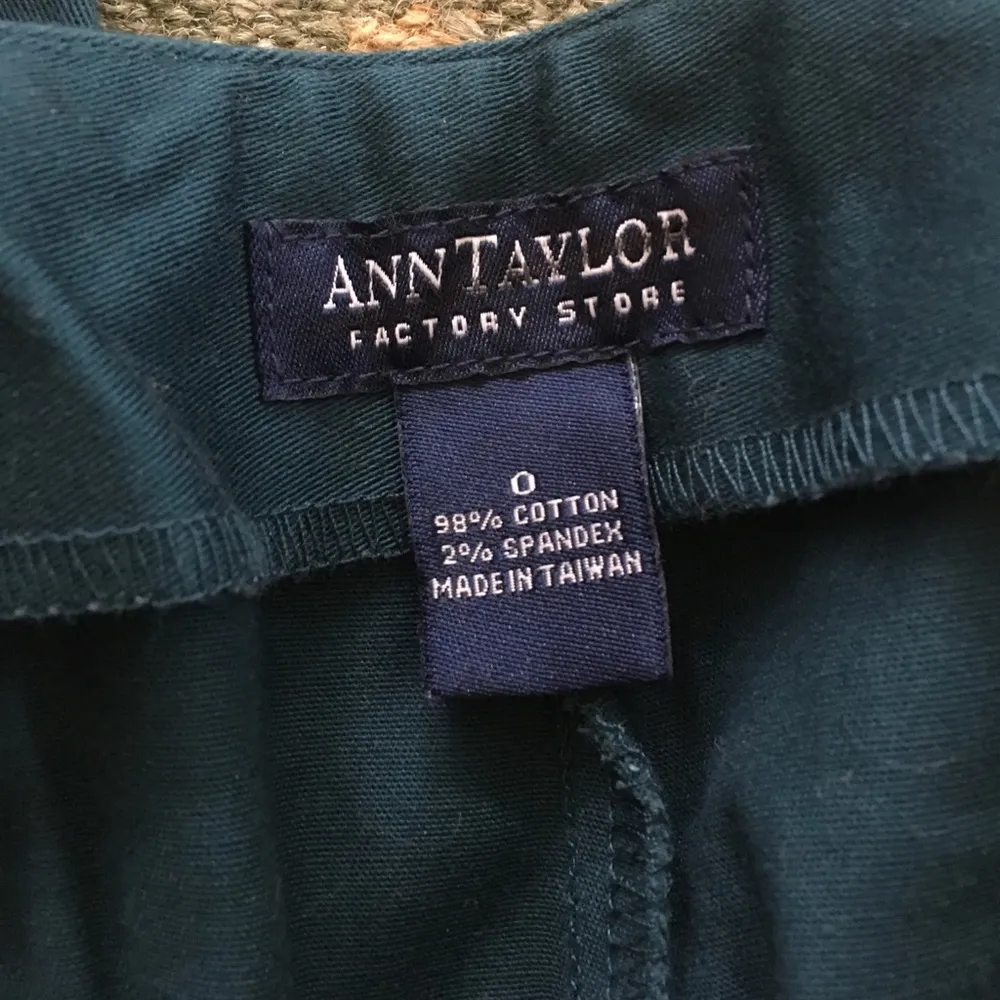 ANNTAYLOR
FACTORY STORE
0
98% COTTON
2% SPANDEX
MADE IN TAIWAN